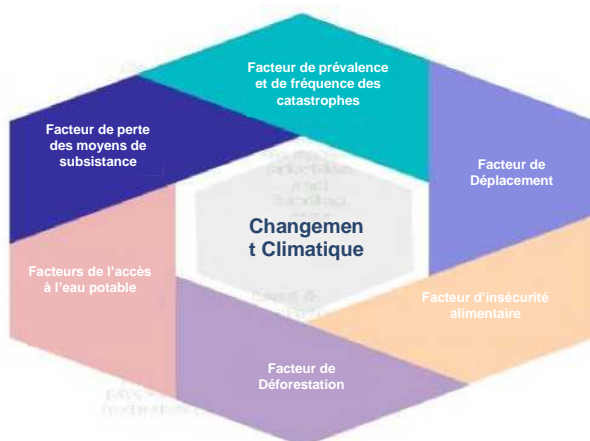 Facteur de prévalence
et de fréquence des
catastrophes
Facteur de perte
des moyens de
subsistance
Facteur de
Déplacement
Changemen
t Climatique
Facteurs de l'accès
à l'eau potable
Facteur d'insécurité
alimentaire
Facteur de
Déforestation